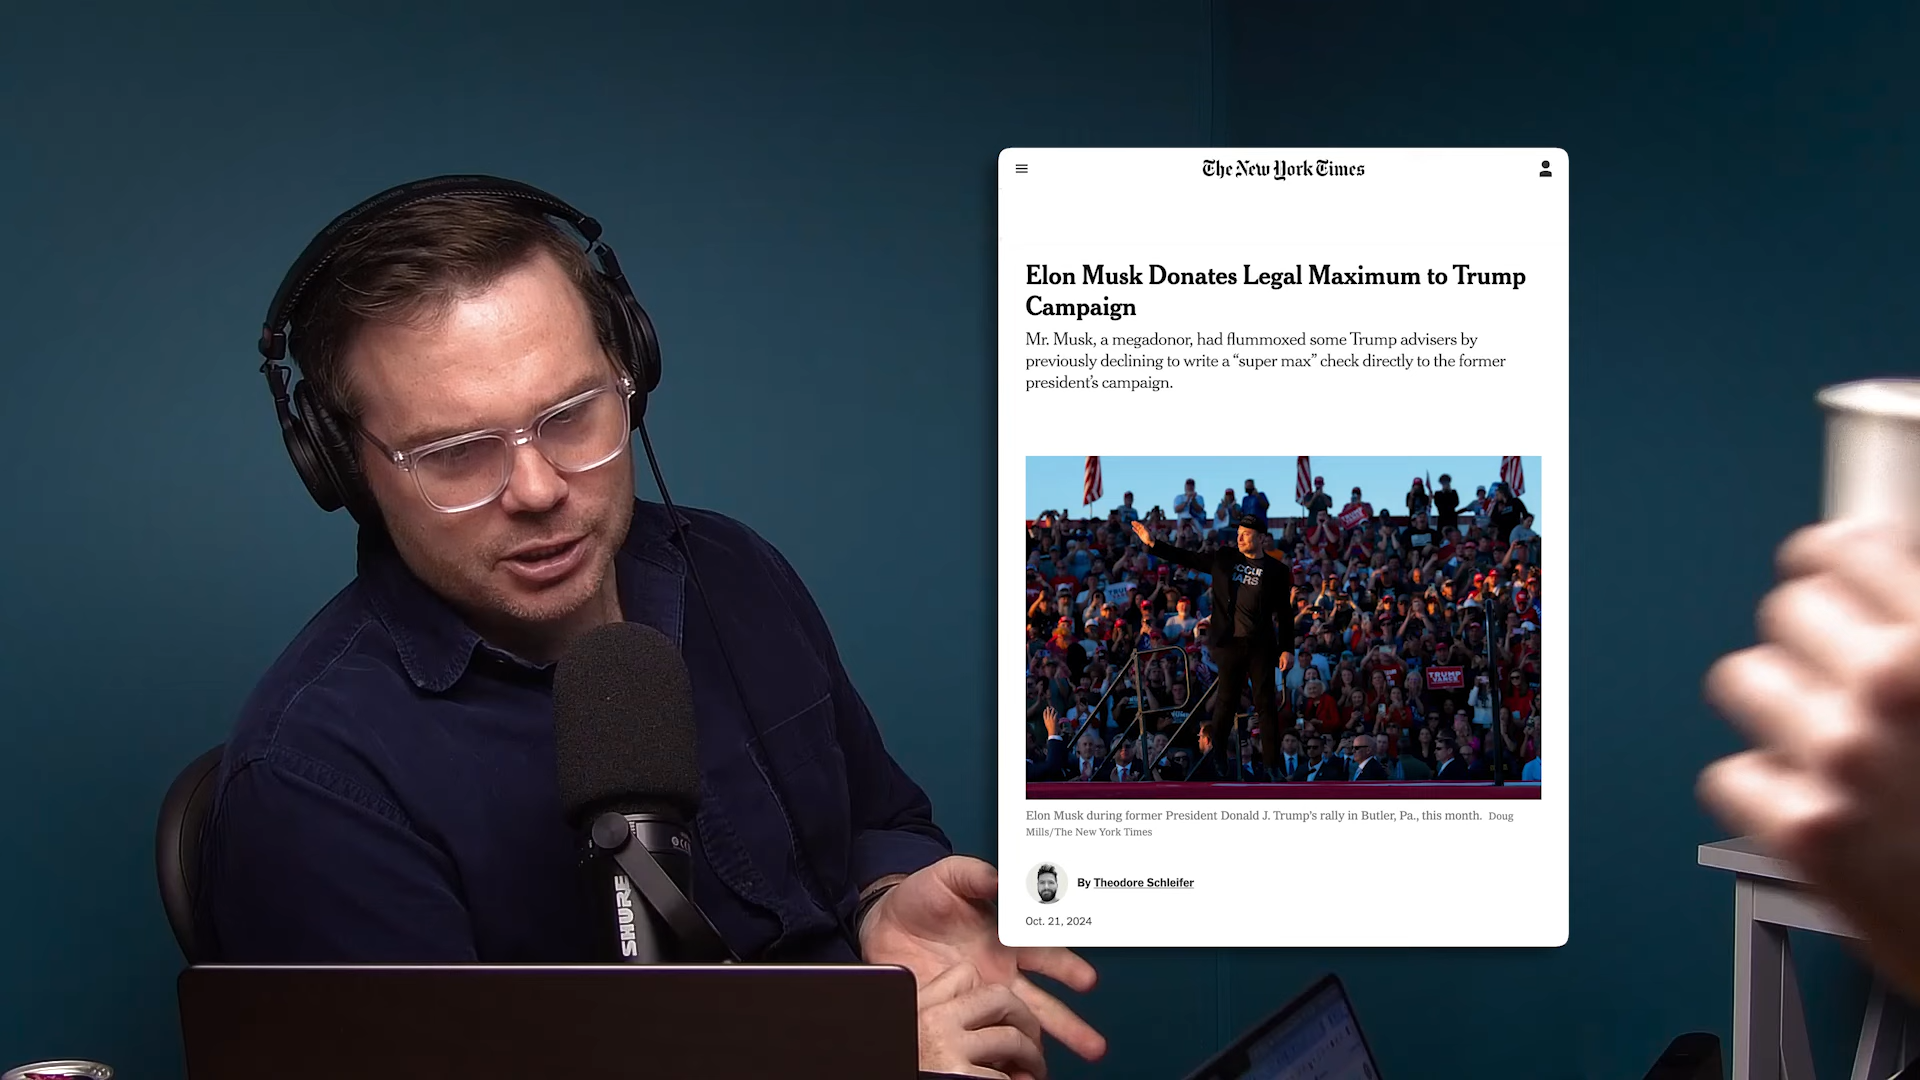 The New York Times
Elon Musk Donates Legal Maximum to Trump
Campaign
Mr. Musk, a megadonor, had flummoxed some Trump advisers by
previously declining to write a “super max” check directly to the former
president’s campaign.
TRUMP
VANCE
Elon Musk during former President Donald J. Trump’s rally in Butler, Pa., this month. Doug
Mills/The New York Times
By Theodore Schleifer
Oct. 21, 2024
SHURE